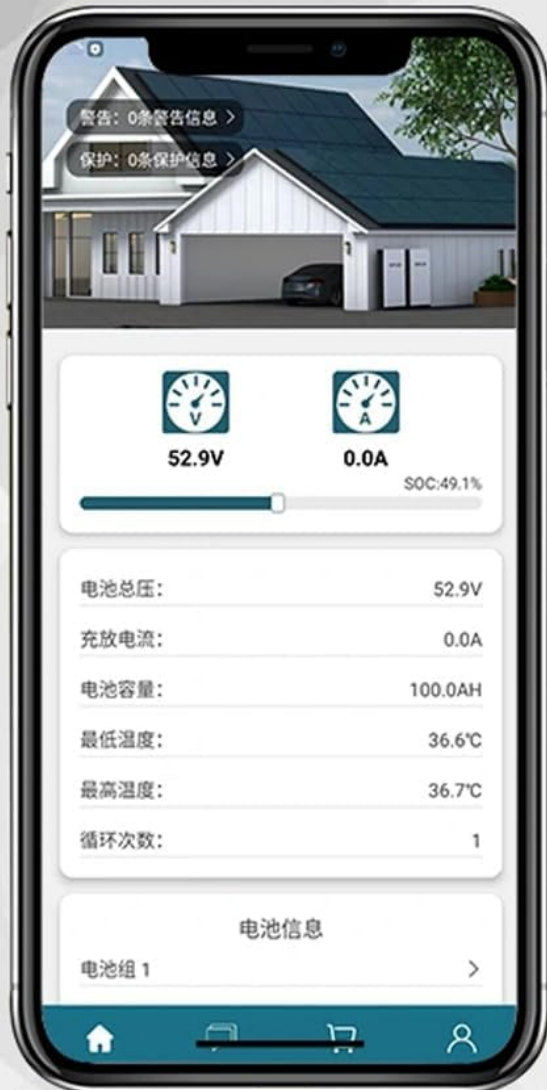 警告：0条警告信息 >
保护：0条保护信息 >
V A
52.9V 0.0A
SOC:49.1%
电池总压： 52.9V
充放电流： 0.0A
电池容量： 100.0AH
最低温度： 36.6℃
最高温度： 36.7℃
循环次数： 1
电池信息
电池组 1 >